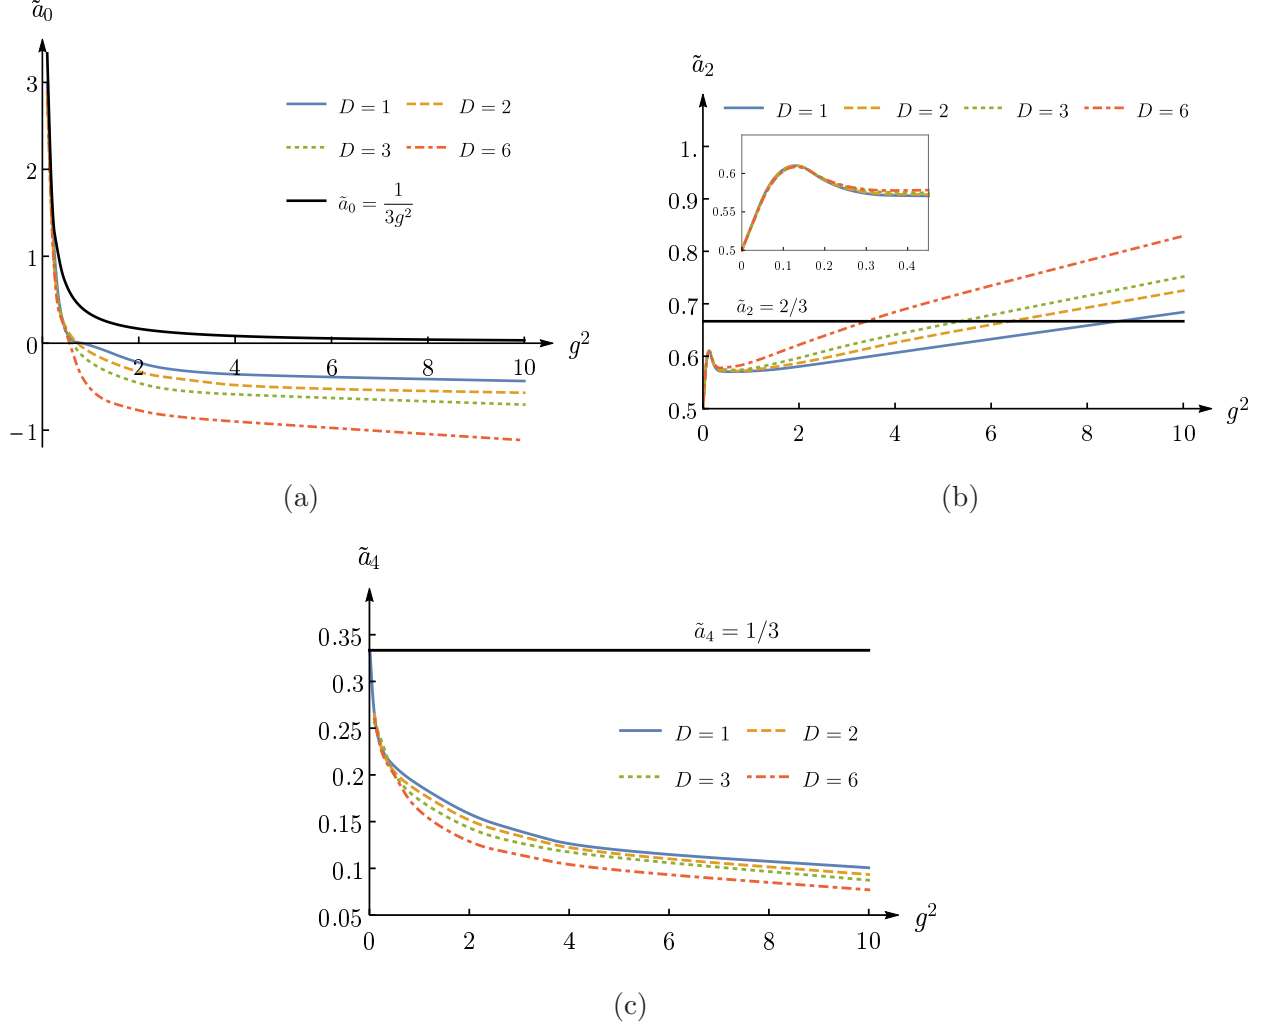 ã₀
3
2
1
0
−1
2 4 6 8 10
g²
D = 1 D = 2
D = 3 D = 6
ã₀ = 1/3g²
(a)
ã₂
D = 1 D = 2 D = 3 D = 6
1.
0.9
0.8
0.7
0.6
0.5
0.6
0.55
0.5
0 0.1 0.2 0.3 0.4
ã₂ = 2/3
0 2 4 6 8 10
g²
(b)
ã₄
0.35
0.3
0.25
0.2
0.15
0.1
0.05
ã₄ = 1/3
D = 1 D = 2
D = 3 D = 6
0 2 4 6 8 10
g²
(c)